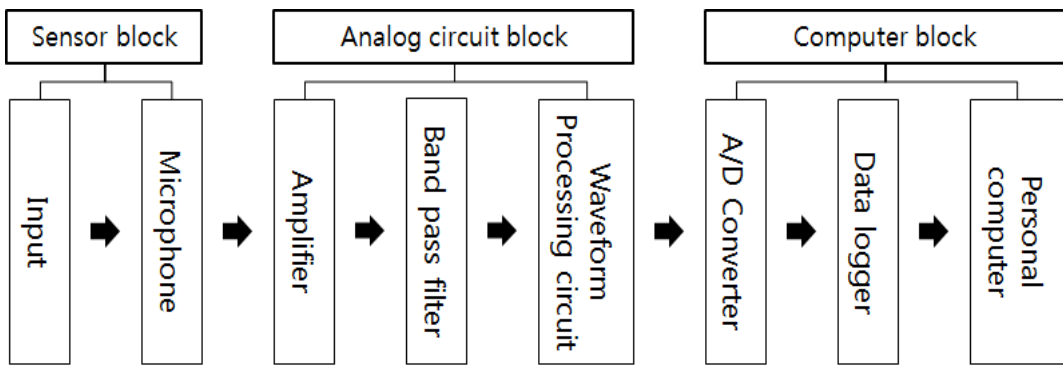 Sensor block
Analog circuit block
Computer block
Input
Microphone
Amplifier
Band pass filter
Waveform
Processing circuit
A/D Converter
Data logger
Personal
computer